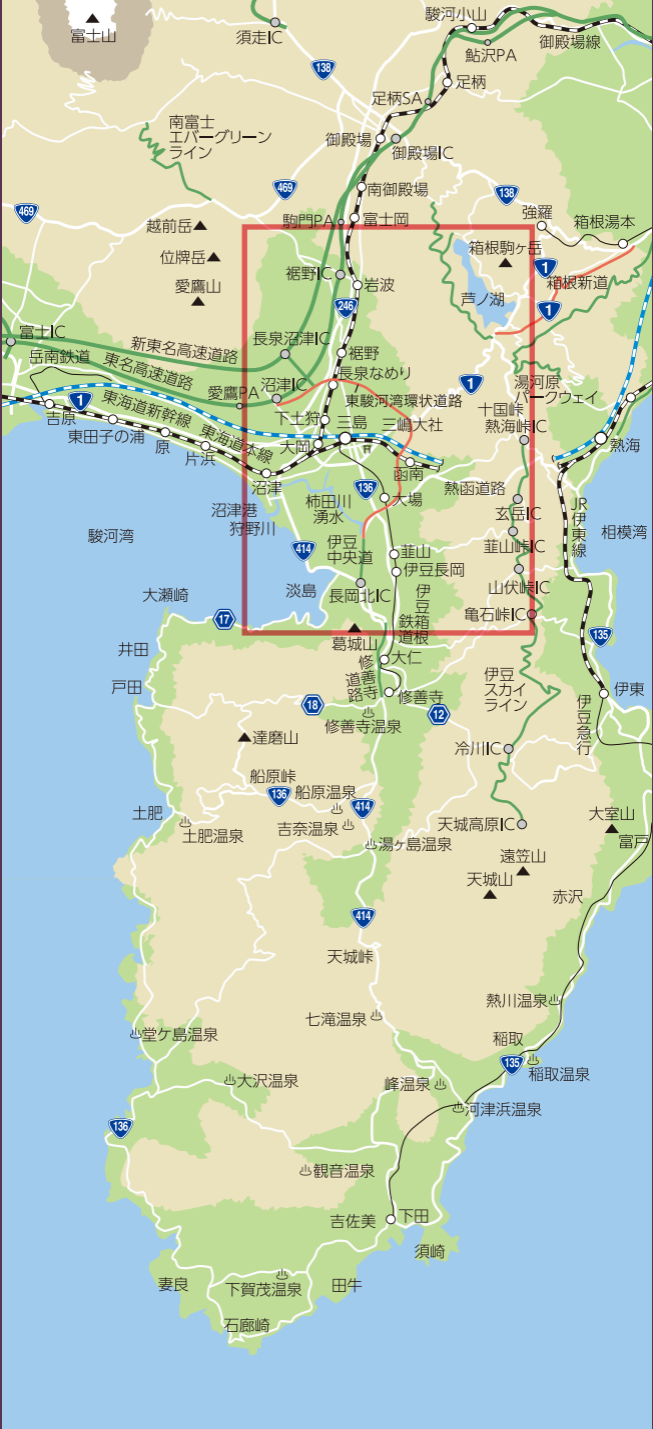 富士山
須走IC
駿河小山
御殿場線
鮎沢PA
138
足柄
足柄SA
南富士
エバーグリーン
ライン
御殿場
御殿場IC
469
南御殿場
138
強羅
469
越前岳
駒門PA
富士岡
箱根湯本
位牌岳
箱根駒ヶ岳
1
裾野IC
岩波
愛鷹山
芦ノ湖
箱根新道
246
1
富士IC
新東名高速道路
長泉沼津IC
裾野
岳南鉄道
東名高速道路
長泉なめり
1
湯河原
パークウェイ
愛鷹PA
沼津IC
東駿河湾環状道路
1
東海道新幹線
下土狩
三島
三嶋大社
十国峠
熱海峠IC
吉原
東田子の浦
原
片浜
東海道本線
大岡
熱海
沼津
函南
136
熱函道路
沼津港
狩野川
柿田川
湧水
大場
玄岳IC
JR伊東線
駿河湾
414
伊豆
中央道
韮山
韮山峠IC
相模湾
伊豆長岡
淡島
長岡北IC
山伏峠IC
大瀬崎
17
伊豆箱根鉄道
亀石峠IC
135
葛城山
井田
修善寺道路
大仁
戸田
伊豆
スカイ
ライン
伊東
18
修善寺
12
修善寺温泉
伊豆急行
達磨山
冷川IC
船原峠
136
船原温泉
414
土肥
土肥温泉
吉奈温泉
天城高原IC
大室山
湯ヶ島温泉
富戸
遠笠山
天城山
赤沢
414
天城峠
熱川温泉
七滝温泉
堂ケ島温泉
稲取
135
稲取温泉
大沢温泉
峰温泉
河津浜温泉
136
観音温泉
吉佐美
下田
須崎
妻良
下賀茂温泉
田牛
石廊崎